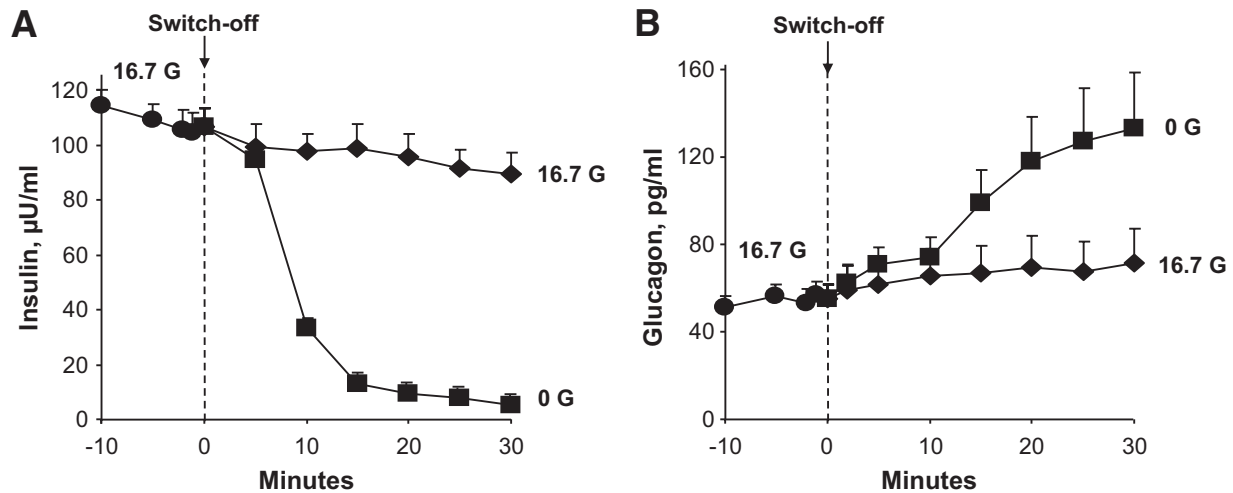 A
Switch-off
16.7 G
120
100
80
60
40
20
0
Insulin, µU/ml
16.7 G
0 G
-10 0 10 20 30
Minutes
B
Switch-off
160
120
80
40
0
Glucagon, pg/ml
16.7 G
0 G
16.7 G
-10 0 10 20 30
Minutes